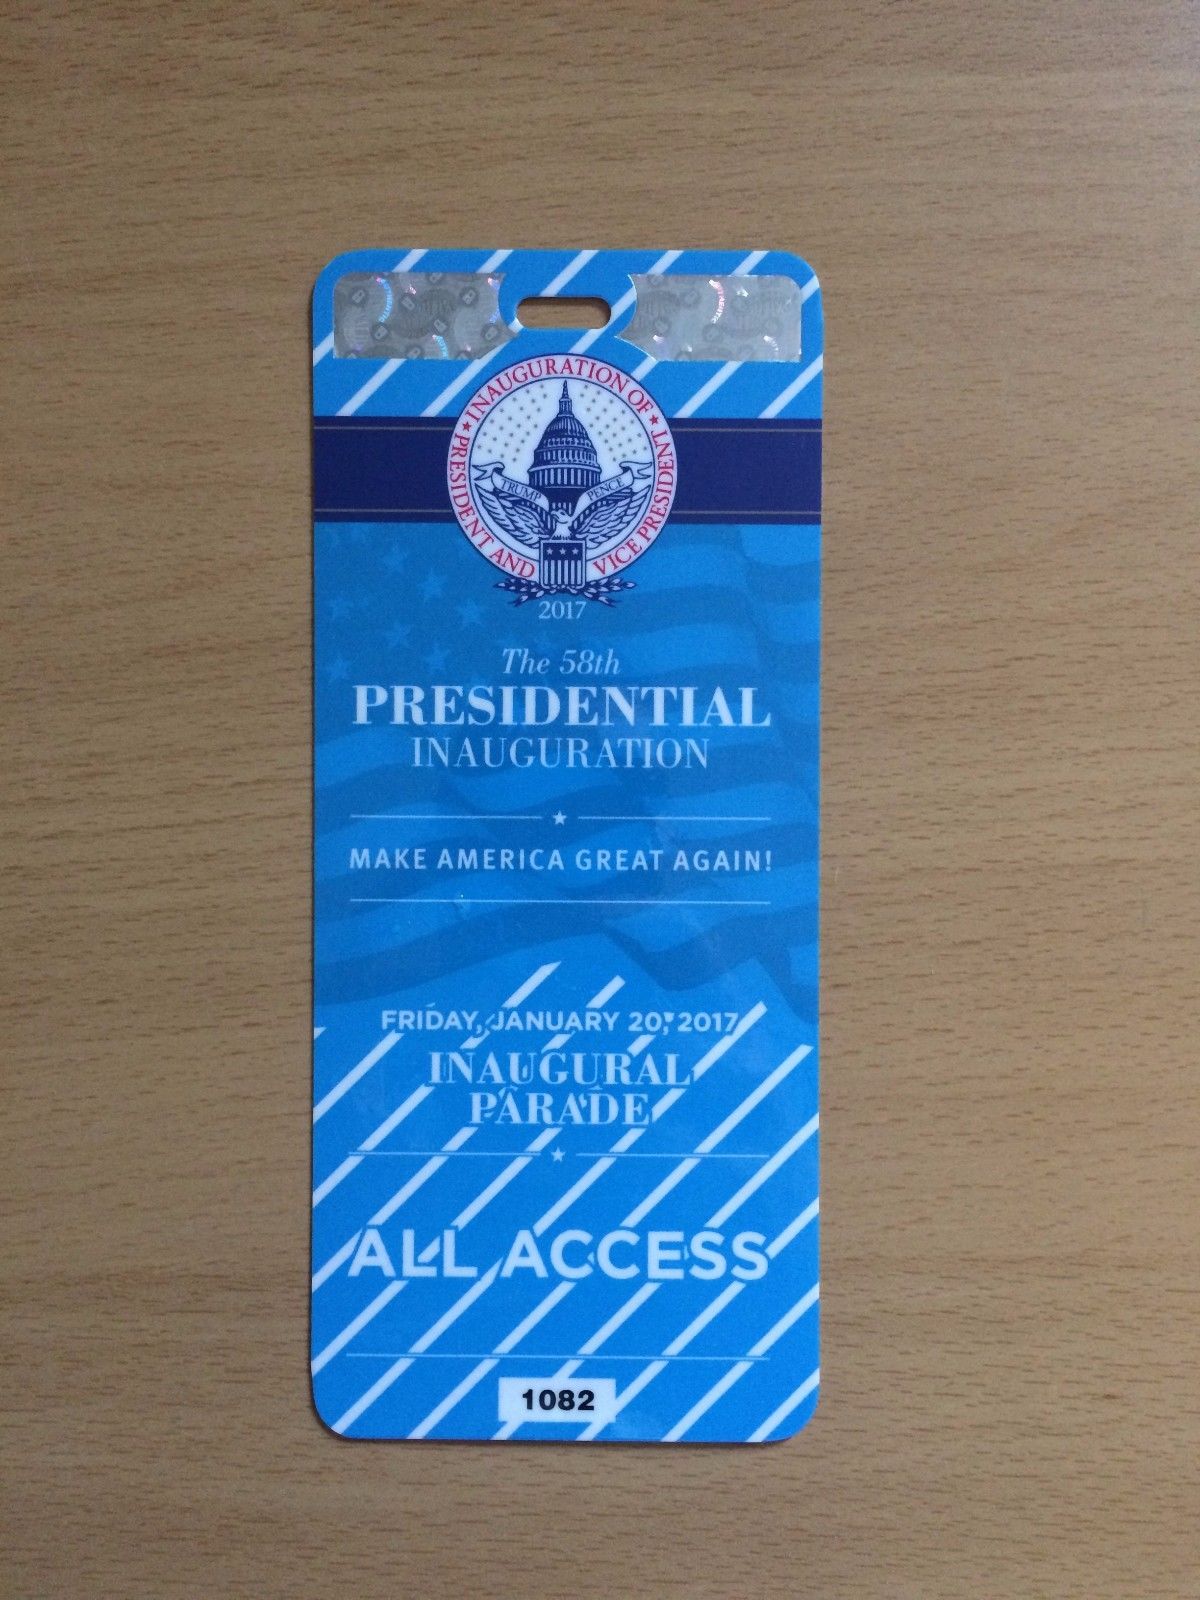 ★ INAUGURATION OF ★
PRESIDENT AND
VICE PRESIDENT
TRUMP
PENCE
2017
The 58th
PRESIDENTIAL
INAUGURATION
MAKE AMERICA GREAT AGAIN!
FRIDAY, JANUARY 20, 2017
INAUGURAL
PARADE
ALL ACCESS
1082